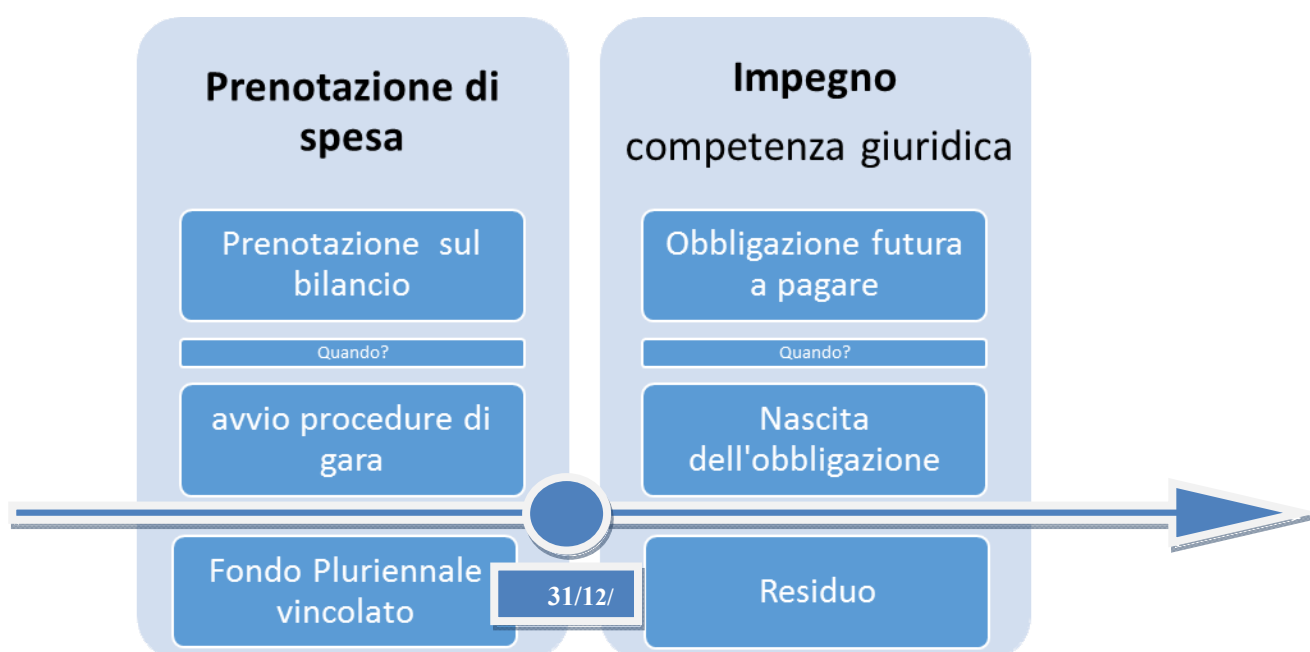 Prenotazione di
spesa
Prenotazione sul
bilancio
Quando?
avvio procedure di
gara
Fondo Pluriennale
vincolato
Impegno
competenza giuridica
Obbligazione futura
a pagare
Quando?
Nascita
dell'obbligazione
Residuo
31/12/